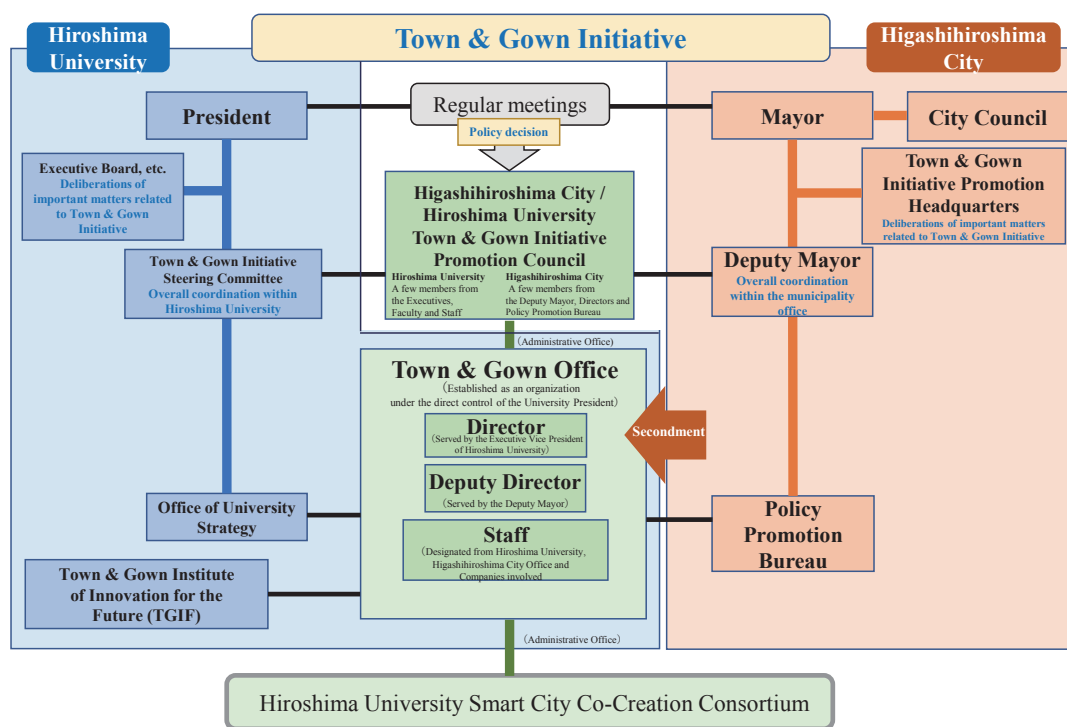 Hiroshima
University
Town & Gown Initiative
Higashihiroshima
City
President
Regular meetings
Policy decision
Mayor
City Council
Executive Board, etc.
Deliberations of
important matters related
to Town & Gown
Initiative
Higashihiroshima City /
Hiroshima University
Town & Gown Initiative
Promotion Council
Hiroshima University
A few members from
the Executives,
Faculty and Staff
Higashihiroshima City
A few members from
the Deputy Mayor, Directors and
Policy Promotion Bureau
Town & Gown
Initiative Promotion
Headquarters
Deliberations of important matters
related to Town & Gown Initiative
Town & Gown Initiative
Steering Committee
Overall coordination within
Hiroshima University
Deputy Mayor
Overall coordination
within the municipality
office
(Administrative Office)
Town & Gown Office
(Established as an organization
under the direct control of the University President)
Director
(Served by the Executive Vice President
of Hiroshima University)
Secondment
Deputy Director
(Served by the Deputy Mayor)
Staff
(Designated from Hiroshima University,
Higashihiroshima City Office and
Companies involved)
Office of University
Strategy
Policy
Promotion
Bureau
Town & Gown Institute
of Innovation for the
Future (TGIF)
(Administrative Office)
Hiroshima University Smart City Co-Creation Consortium